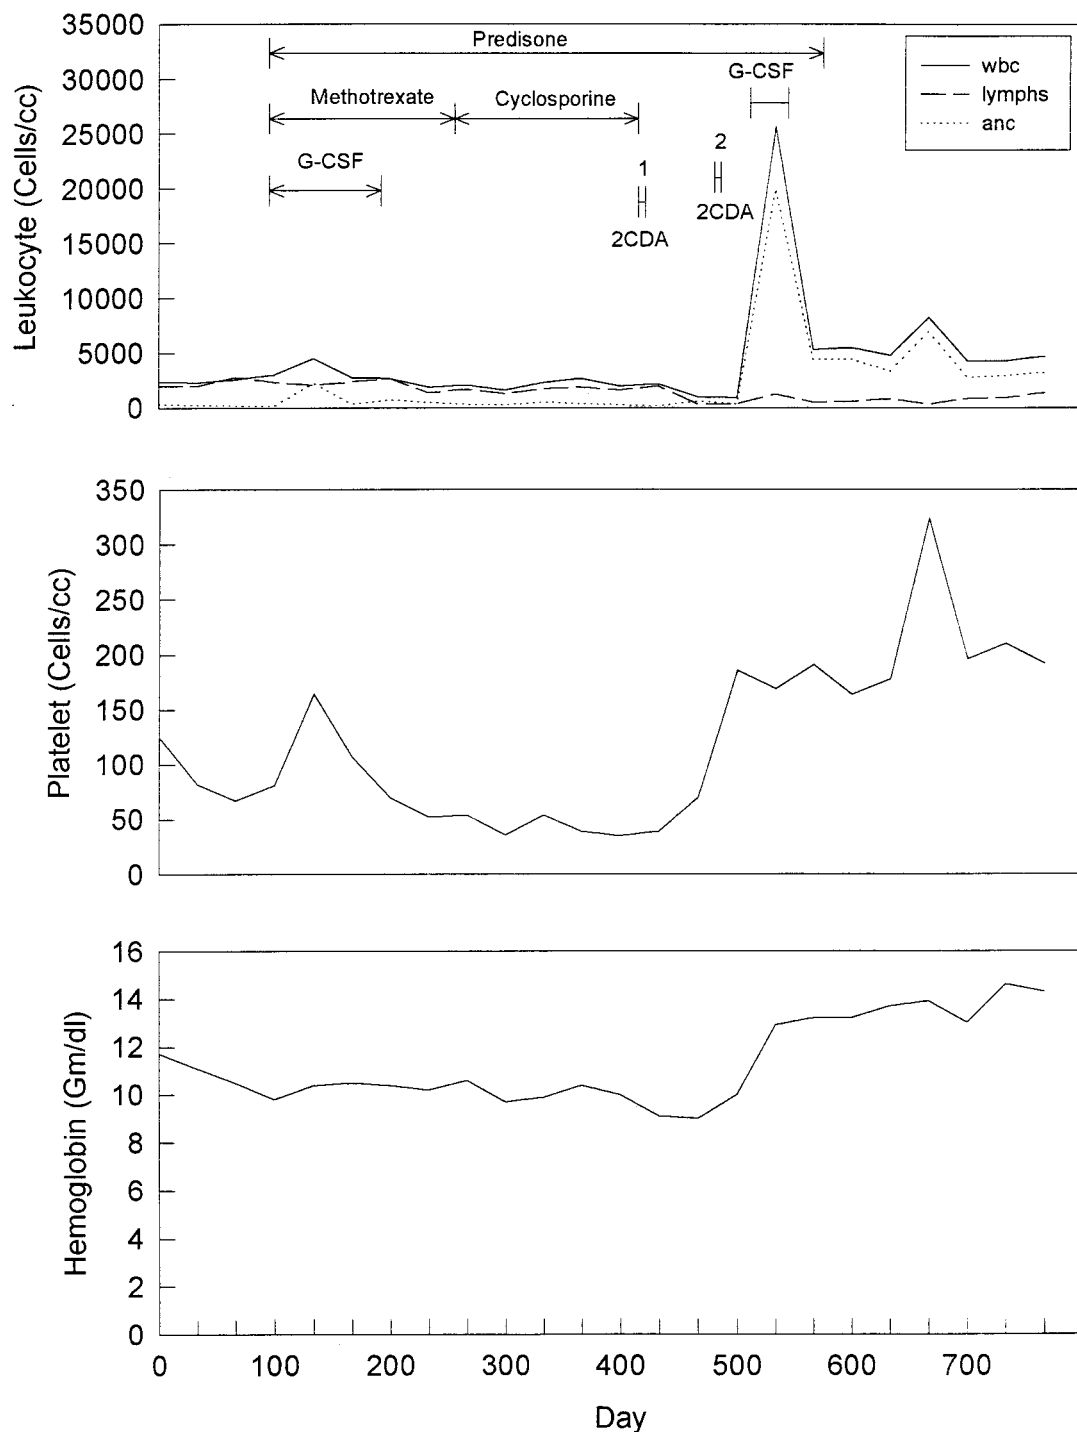 35000
30000
25000
20000
15000
10000
5000
0
Leukocyte (Cells/cc)
Predisone
G-CSF
Methotrexate
Cyclosporine
G-CSF
1
2CDA
2
2CDA
wbc
lymphs
anc
350
300
250
200
150
100
50
0
Platelet (Cells/cc)
16
14
12
10
8
6
4
2
0
Hemoglobin (Gm/dl)
0 100 200 300 400 500 600 700
Day